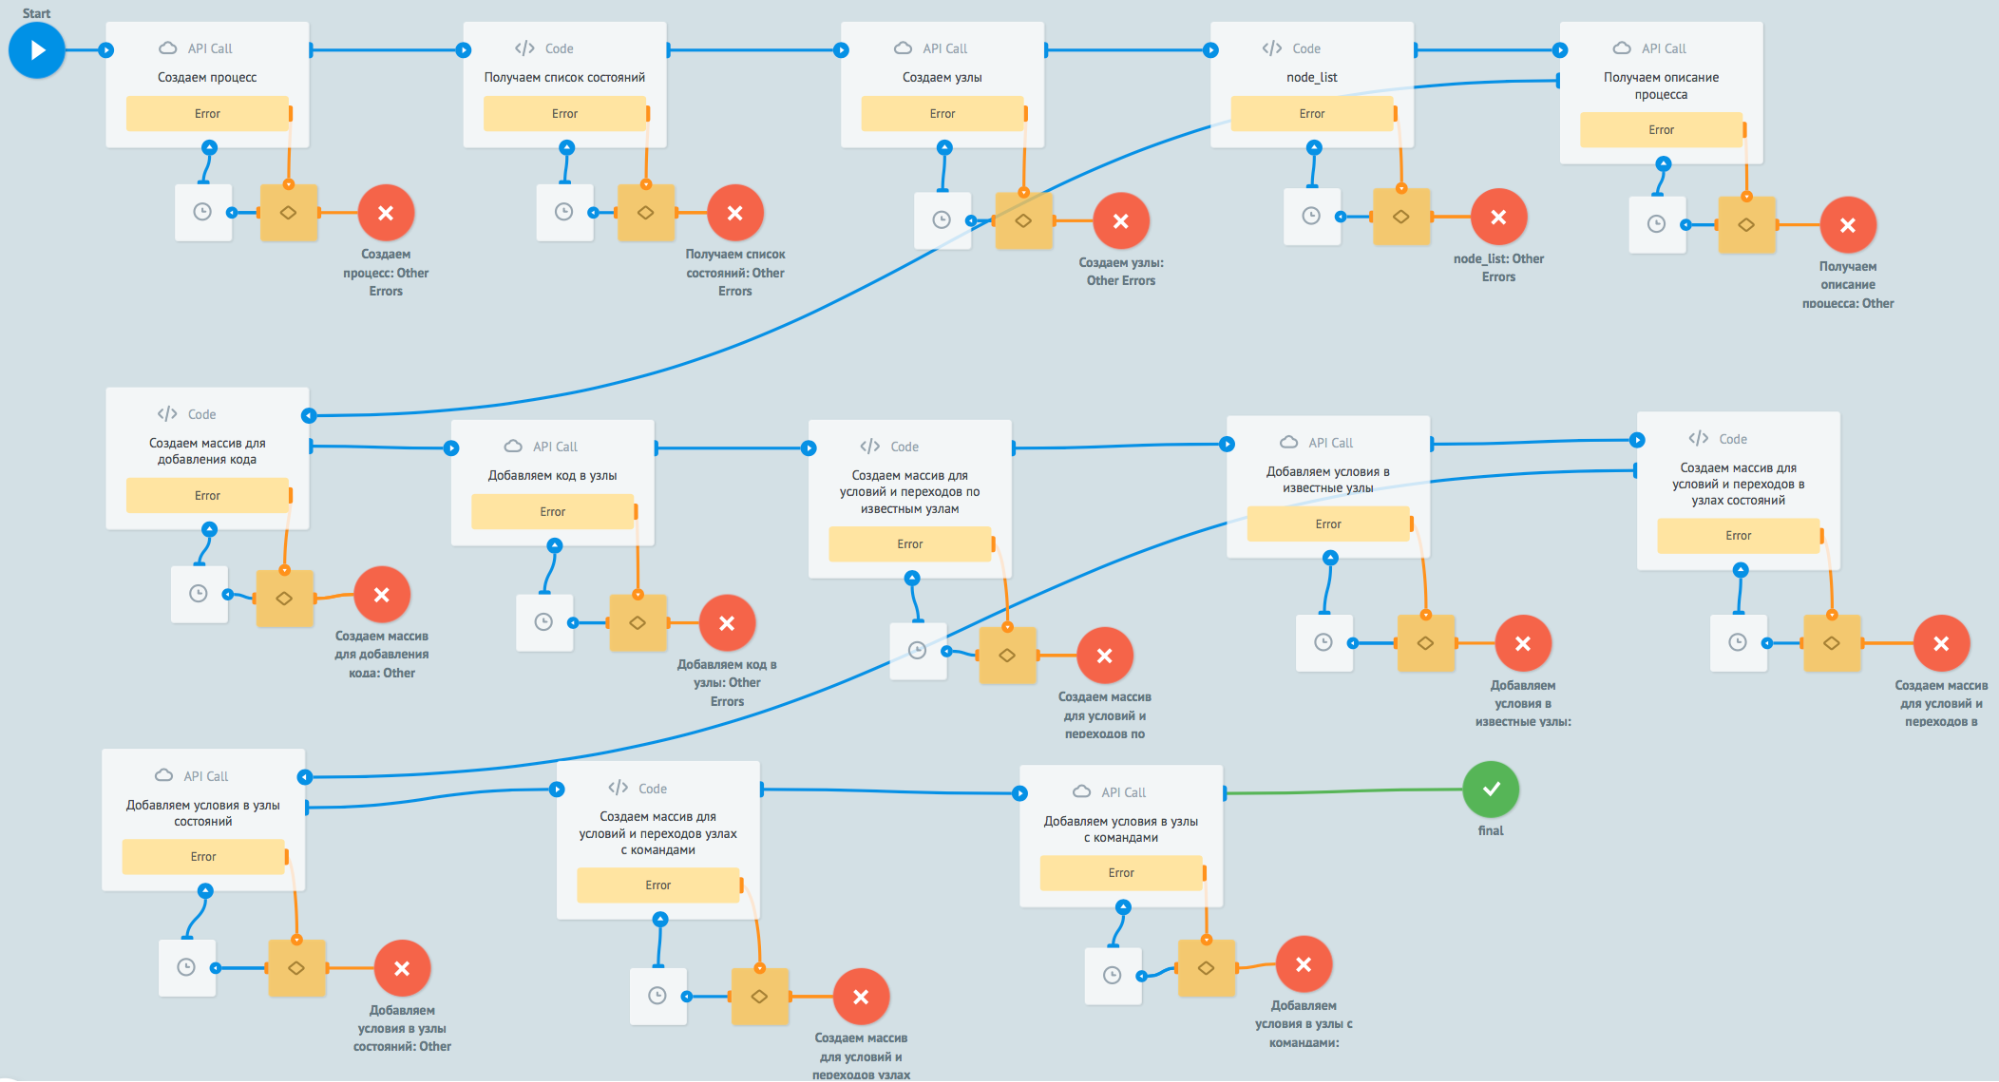 Start
API Call
Создаем процесс
Error
Создаем
процесс: Other
Errors
Code
Получаем список состояний
Error
Получаем список
состояний: Other
Errors
API Call
Создаем узлы
Error
Создаем узлы:
Other Errors
Code
node_list
Error
node_list: Other
Errors
API Call
Получаем описание
процесса
Error
Получаем
описание
процесса: Other
Code
Создаем массив для
добавления кода
Error
Создаем массив
для добавления
кода: Other
API Call
Добавляем код в узлы
Error
Добавляем код в
узлы: Other
Errors
Code
Создаем массив для
условий и переходов по
известным узлам
Error
Создаем массив
для условий и
переходов по
API Call
Добавляем условия в
известные узлы
Error
Добавляем
условия в
известные узлы:
Code
Создаем массив для
условий и переходов в
узлах состояний
Error
Создаем массив
для условий и
переходов в
API Call
Добавляем условия в узлы
состояний
Error
Добавляем
условия в узлы
состояний: Other
Code
Создаем массив для
условий и переходов узлах
с командами
Error
Создаем массив
для условий и
переходов узлах
API Call
Добавляем условия в узлы
с командами
Error
Добавляем
условия в узлы с
командами:
final